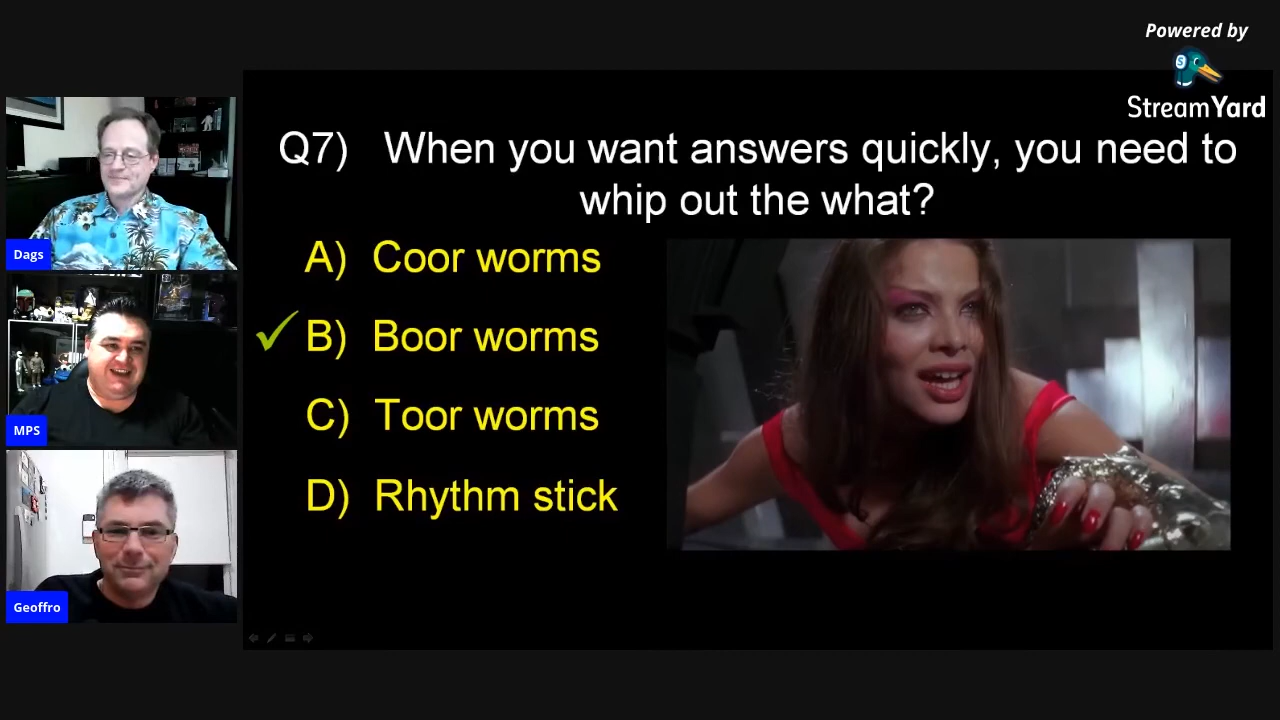 Powered by
StreamYard
Q7) When you want answers quickly, you need to
whip out the what?
A) Coor worms
B) Boor worms
C) Toor worms
D) Rhythm stick
Dags
MPS
Geoffro